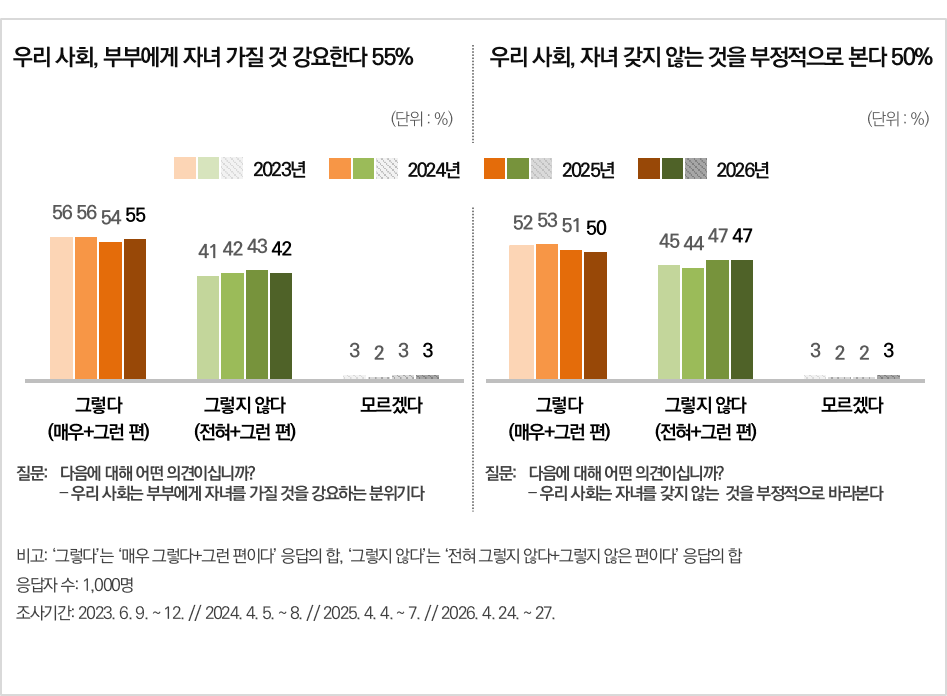 우리 사회, 부부에게 자녀 가질 것 강요한다 55%
(단위 : %)
우리 사회, 자녀 갖지 않는 것을 부정적으로 본다 50%
(단위 : %)
2023년 2024년 2025년 2026년
56 56 54 55
41 42 43 42
3 2 3 3
그렇다
(매우+그런 편)
그렇지 않다
(전혀+그런 편)
모르겠다
52 53 51 50
45 44 47 47
3 2 2 3
그렇다
(매우+그런 편)
그렇지 않다
(전혀+그런 편)
모르겠다
질문: 다음에 대해 어떤 의견이십니까?
– 우리 사회는 부부에게 자녀를 가질 것을 강요하는 분위기다
질문: 다음에 대해 어떤 의견이십니까?
– 우리 사회는 자녀를 갖지 않는 것을 부정적으로 바라본다
비고: ‘그렇다’는 ‘매우 그렇다+그런 편이다’ 응답의 합, ‘그렇지 않다’는 ‘전혀 그렇지 않다+그렇지 않은 편이다’ 응답의 합
응답자 수: 1,000명
조사기간: 2023. 6. 9. ~ 12. // 2024. 4. 5. ~ 8. // 2025. 4. 4. ~ 7. // 2026. 4. 24. ~ 27.